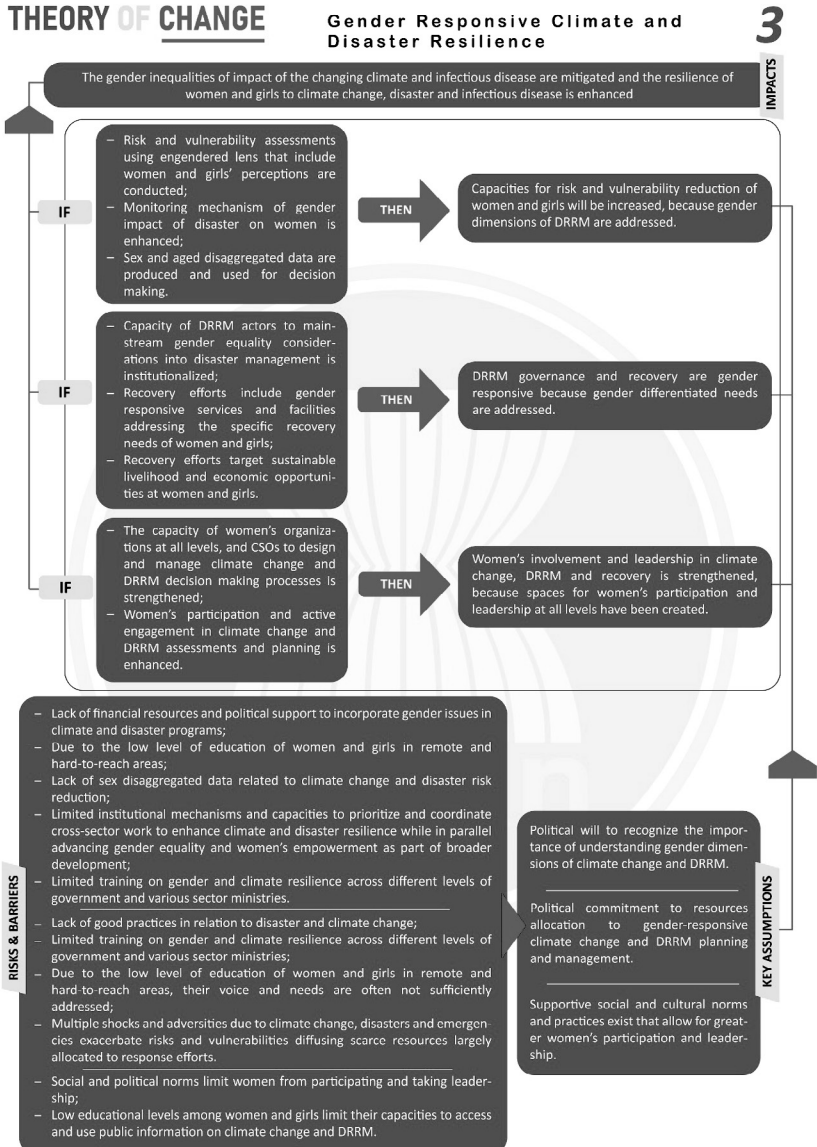 THEORY OF CHANGE
Gender Responsive Climate and
Disaster Resilience
3
The gender inequalities of impact of the changing climate and infectious disease are mitigated and the resilience of
women and girls to climate change, disaster and infectious disease is enhanced
IMPACTS
IF
– Risk and vulnerability assessments
using engendered lens that include
women and girls’ perceptions are
conducted;
– Monitoring mechanism of gender
impact of disaster on women is
enhanced;
– Sex and aged disaggregated data are
produced and used for decision
making.
THEN
Capacities for risk and vulnerability reduction of
women and girls will be increased, because gender
dimensions of DRRM are addressed.
IF
– Capacity of DRRM actors to main-
stream gender equality consider-
ations into disaster management is
institutionalized;
– Recovery efforts include gender
responsive services and facilities
addressing the specific recovery
needs of women and girls;
– Recovery efforts target sustainable
livelihood and economic opportuni-
ties at women and girls.
THEN
DRRM governance and recovery are gender
responsive because gender differentiated needs
are addressed.
IF
– The capacity of women’s organiza-
tions at all levels, and CSOs to design
and manage climate change and
DRRM decision making processes is
strengthened;
– Women’s participation and active
engagement in climate change and
DRRM assessments and planning is
enhanced.
THEN
Women’s involvement and leadership in climate
change, DRRM and recovery is strengthened,
because spaces for women’s participation and
leadership at all levels have been created.
RISKS & BARRIERS
– Lack of financial resources and political support to incorporate gender issues in
climate and disaster programs;
– Due to the low level of education of women and girls in remote and
hard-to-reach areas;
– Lack of sex disaggregated data related to climate change and disaster risk
reduction;
– Limited institutional mechanisms and capacities to prioritize and coordinate
cross-sector work to enhance climate and disaster resilience while in parallel
advancing gender equality and women’s empowerment as part of broader
development;
– Limited training on gender and climate resilience across different levels of
government and various sector ministries.
– Lack of good practices in relation to disaster and climate change;
– Limited training on gender and climate resilience across different levels of
government and various sector ministries;
– Due to the low level of education of women and girls in remote and
hard-to-reach areas, their voice and needs are often not sufficiently
addressed;
– Multiple shocks and adversities due to climate change, disasters and emergen-
cies exacerbate risks and vulnerabilities diffusing scarce resources largely
allocated to response efforts.
– Social and political norms limit women from participating and taking leader-
ship;
– Low educational levels among women and girls limit their capacities to access
and use public information on climate change and DRRM.
Political will to recognize the impor-
tance of understanding gender dimen-
sions of climate change and DRRM.
Political commitment to resources
allocation to gender-responsive
climate change and DRRM planning
and management.
Supportive social and cultural norms
and practices exist that allow for great-
er women’s participation and leader-
ship.
KEY ASSUMPTIONS